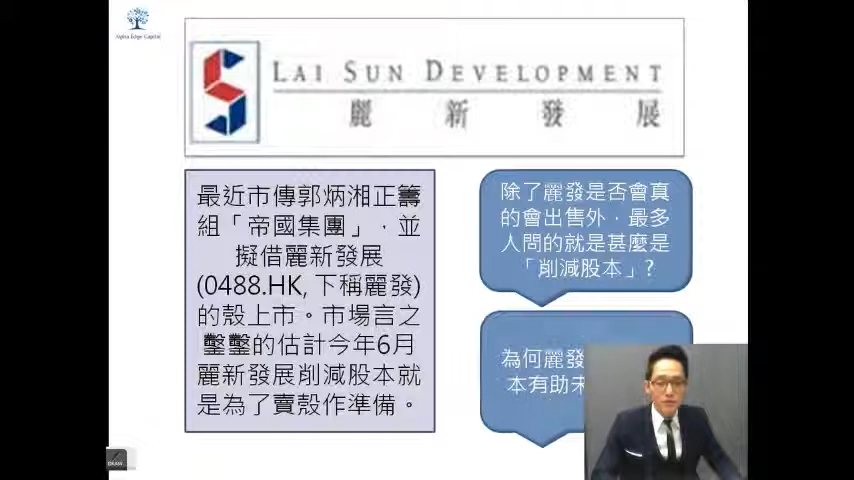 Alpha Edge Capital
LAI SUN DEVELOPMENT
麗新發展
最近市傳郭炳湘正籌
組「帝國集團」，並
擬借麗新發展
(0488.HK, 下稱麗發)
的殼上市。市場言之
鑿鑿的估計今年6月
麗新發展削減股本就
是為了賣殼作準備。
除了麗發是否會真
的會出售外，最多
人問的就是甚麼是
「削減股本」?
為何麗發
本有助
DRAW